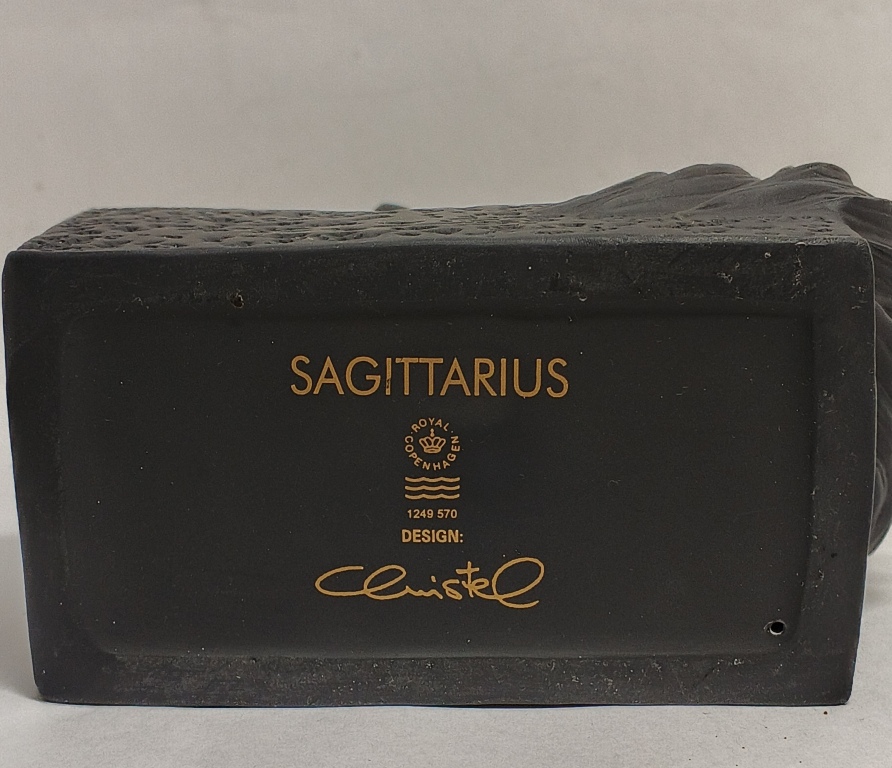 SAGITTARIUS
ROYAL
COPENHAGEN
1249 570
DESIGN:
Christel